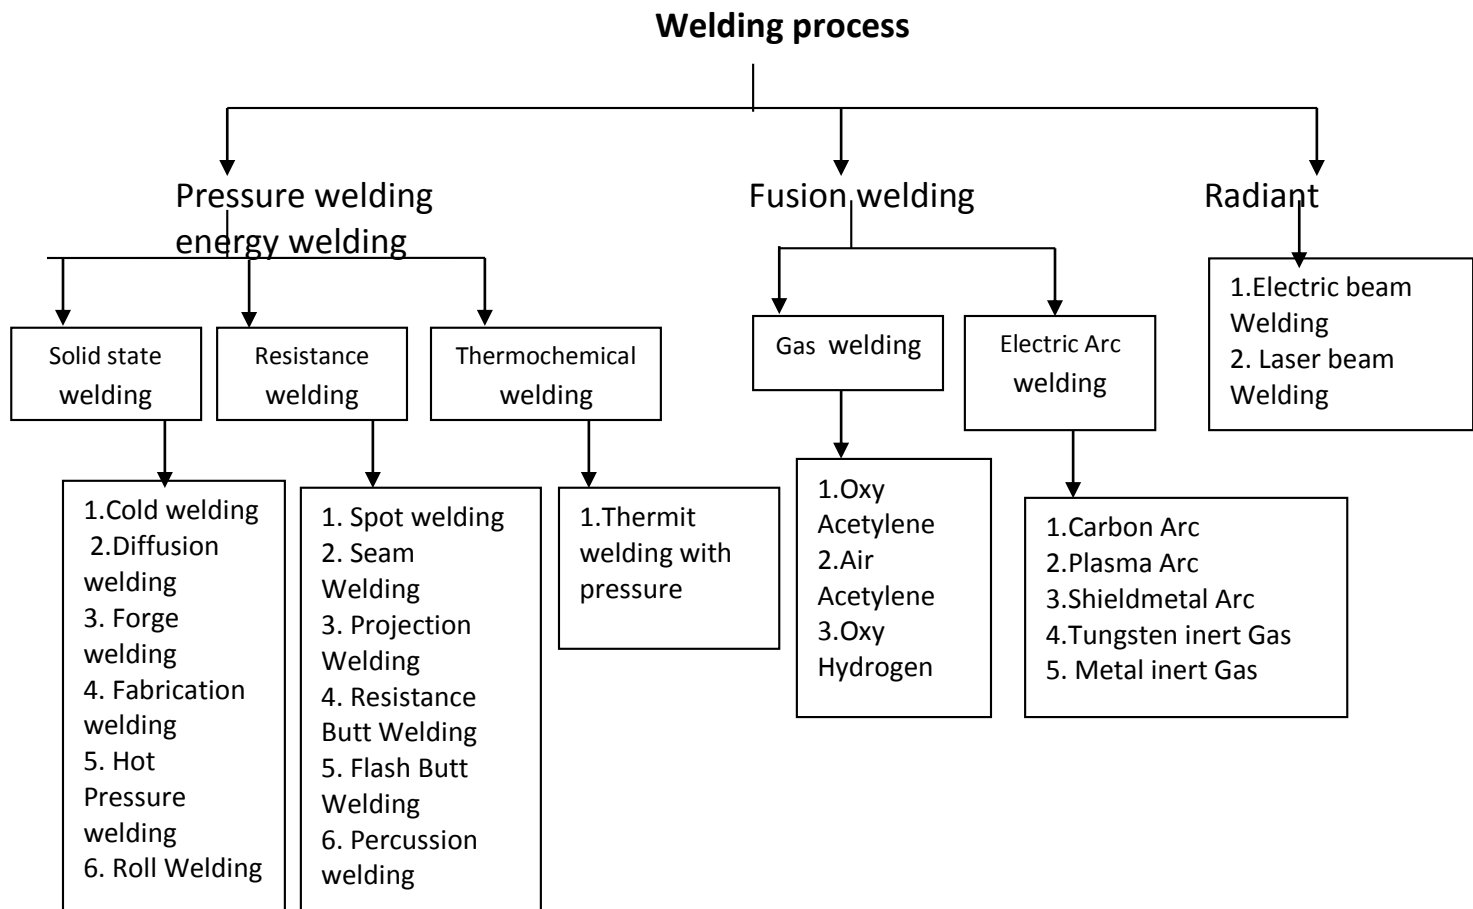 Welding process
Pressure welding
energy welding
Fusion welding
Radiant
Solid state
welding
Resistance
welding
Thermochemical
welding
Gas welding
Electric Arc
welding
1.Electric beam
Welding
2. Laser beam
Welding
1.Cold welding
2.Diffusion
welding
3. Forge
welding
4. Fabrication
welding
5. Hot
Pressure
welding
6. Roll Welding
1. Spot welding
2. Seam
Welding
3. Projection
Welding
4. Resistance
Butt Welding
5. Flash Butt
Welding
6. Percussion
welding
1.Thermit
welding with
pressure
1.Oxy
Acetylene
2.Air
Acetylene
3.Oxy
Hydrogen
1.Carbon Arc
2.Plasma Arc
3.Shieldmetal Arc
4.Tungsten inert Gas
5. Metal inert Gas